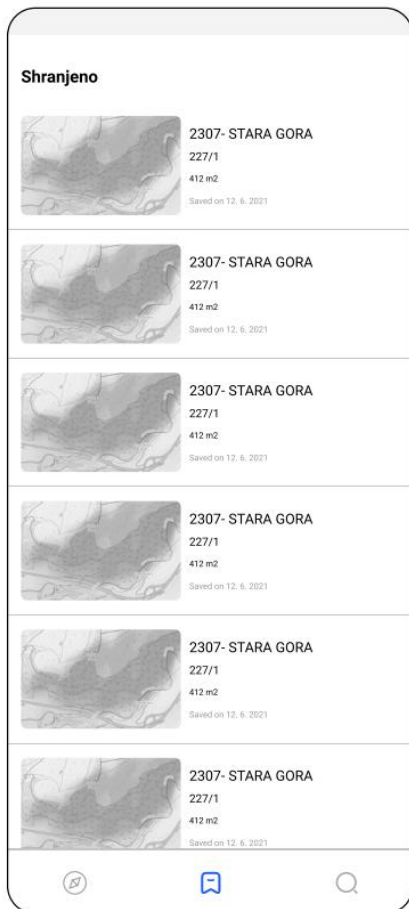 Shranjeno
2307- STARA GORA
227/1
412 m2
Saved on 12. 6. 2021
2307- STARA GORA
227/1
412 m2
Saved on 12. 6. 2021
2307- STARA GORA
227/1
412 m2
Saved on 12. 6. 2021
2307- STARA GORA
227/1
412 m2
Saved on 12. 6. 2021
2307- STARA GORA
227/1
412 m2
Saved on 12. 6. 2021
2307- STARA GORA
227/1
412 m2
Saved on 12. 6. 2021